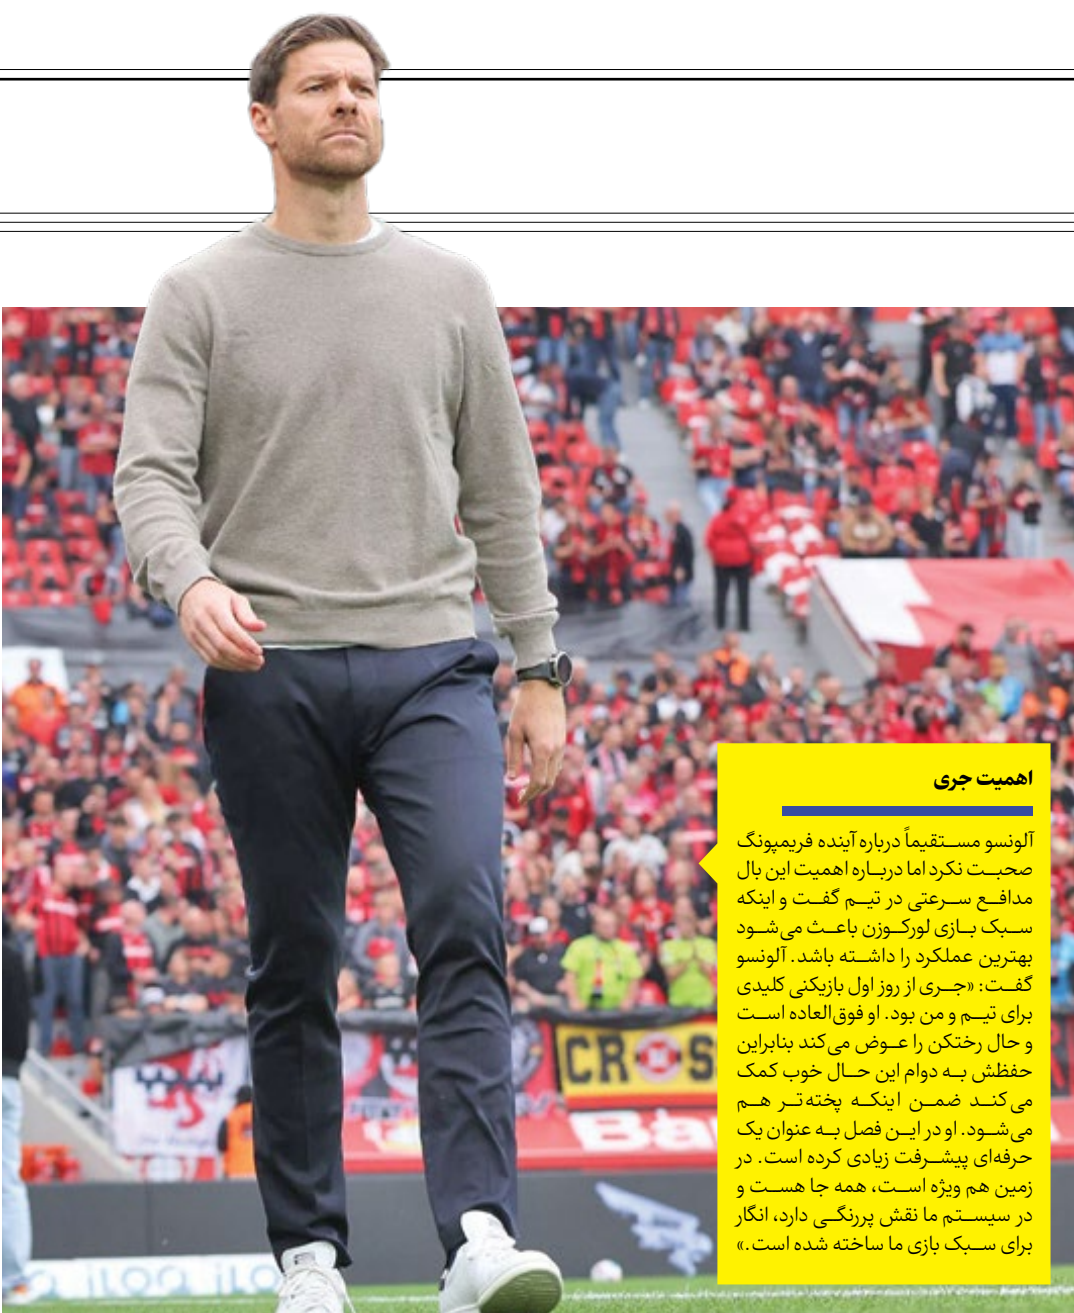 اهمیت جری
آلونسو مستقیماً درباره آینده فریمپونگ
صحبت نکرد اما درباره اهمیت این بال
مدافع سرعتی در تیم گفت و اینکه
سبک بازی لورکوزن باعث می‌شود
بهترین عملکرد را داشته باشد. آلونسو
گفت: «جری از روز اول بازیکنی کلیدی
برای تیم و من بود. او فوق‌العاده است
و حال رختکن را عوض می‌کند بنابراین
حفظش به دوام این حال خوب کمک
می‌کند ضمن اینکه پخته‌تر هم
می‌شود. او در این فصل به عنوان یک
حرفه‌ای پیشرفت زیادی کرده است. در
زمین هم ویژه است، همه جا هست و
در سیستم ما نقش پررنگی دارد، انگار
برای سبک بازی ما ساخته شده است.»
CR S
Ba
iLOQ iLO